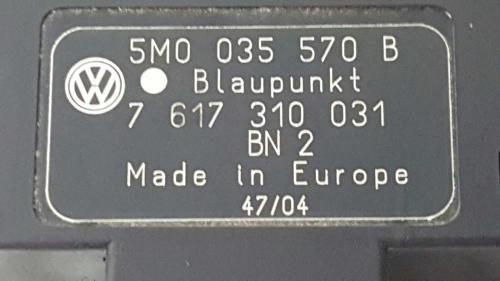 5M0 035 570 B
Blaupunkt
7 617 310 031
BN 2
Made in Europe
47/04